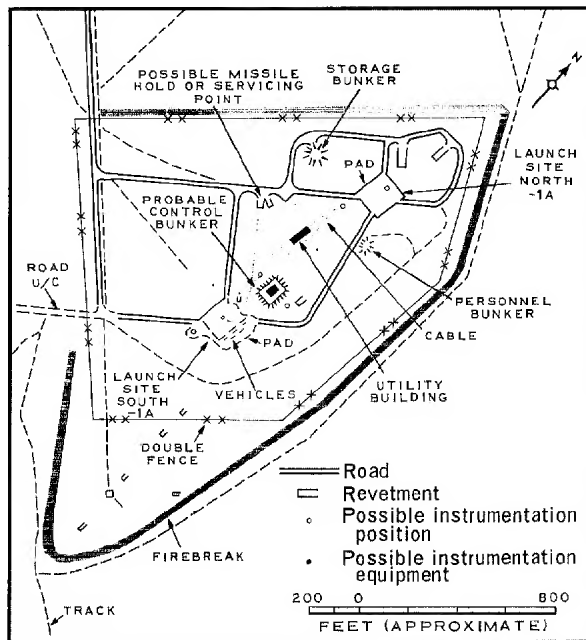 N
POSSIBLE MISSILE
HOLD OR SERVICING
POINT
STORAGE
BUNKER
PAD
LAUNCH
SITE
NORTH
-1A
PROBABLE
CONTROL
BUNKER
ROAD
U/C
PERSONNEL
BUNKER
CABLE
LAUNCH
SITE
SOUTH
-1A
VEHICLES
PAD
UTILITY
BUILDING
DOUBLE
FENCE
FIREBREAK
TRACK
Road
Revetment
Possible instrumentation
position
Possible instrumentation
equipment
200 0 800
FEET (APPROXIMATE)